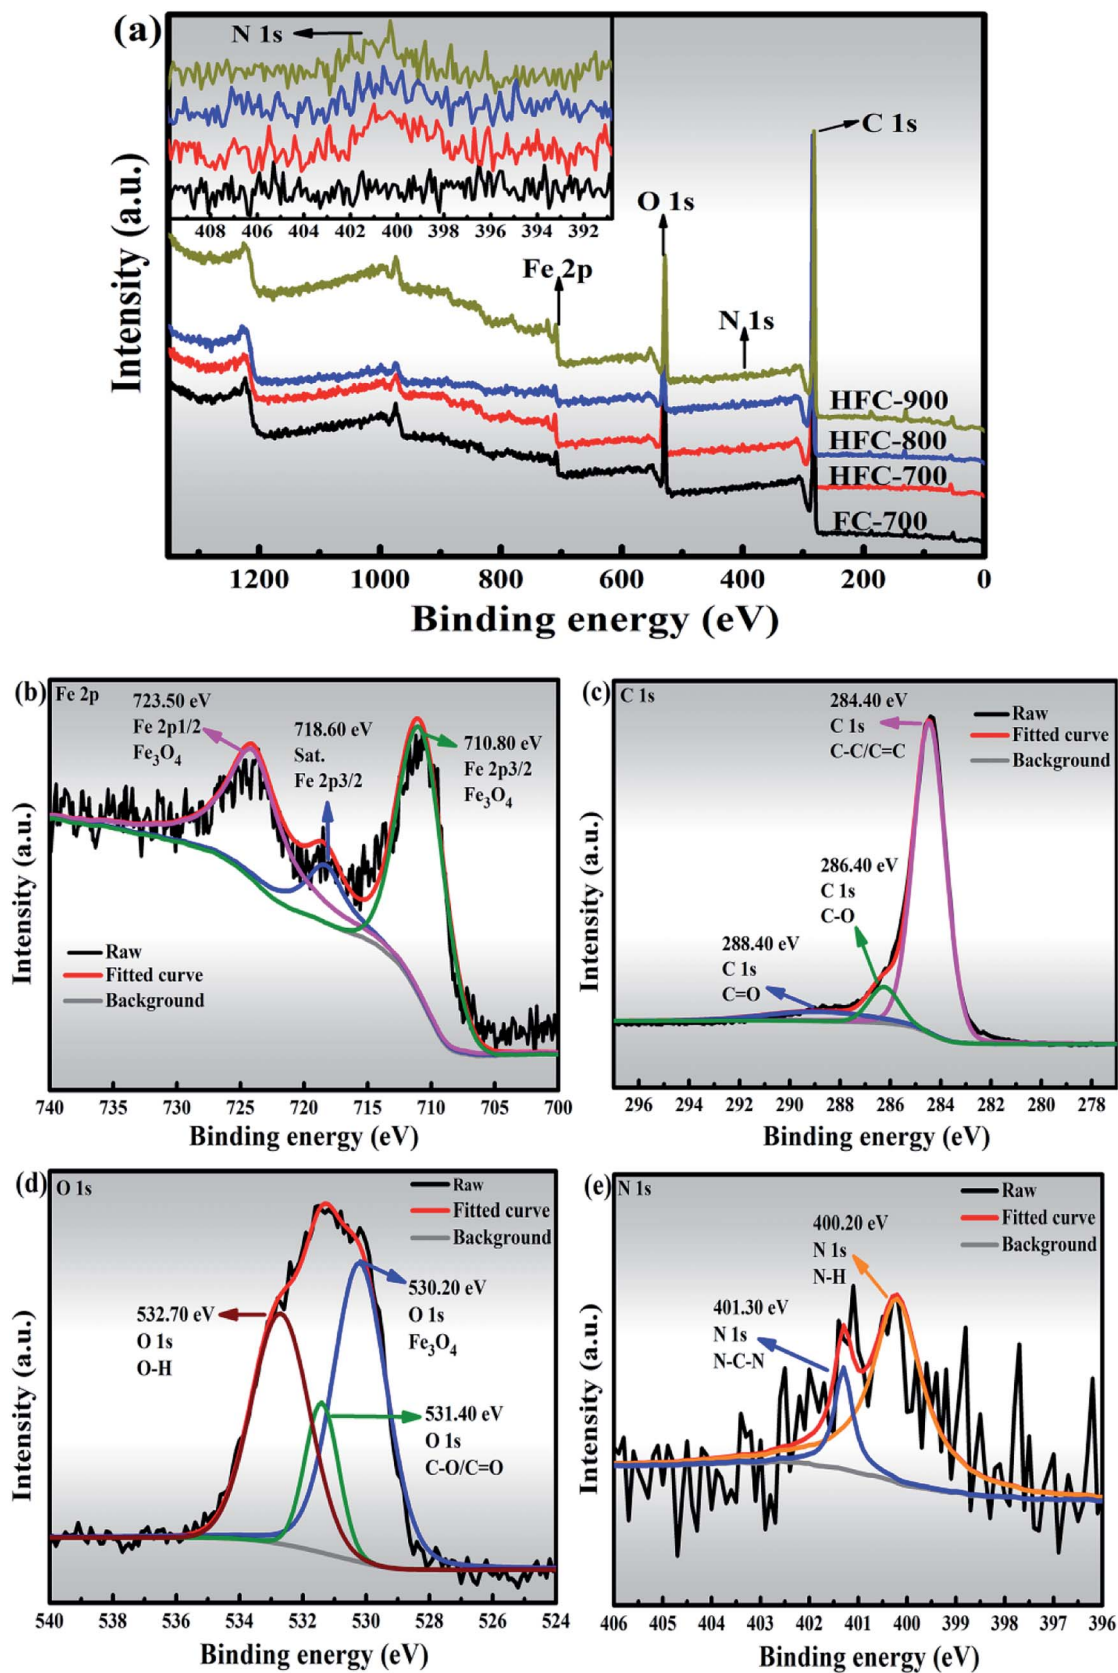 (a)
N 1s
C 1s
O 1s
Fe 2p
N 1s
408 406 404 402 400 398 396 394 392
HFC-900
HFC-800
HFC-700
FC-700
Intensity (a.u.)
1200 1000 800 600 400 200 0
Binding energy (eV)
(b) Fe 2p
723.50 eV
Fe 2p1/2
Fe₃O₄
718.60 eV
Sat.
Fe 2p3/2
710.80 eV
Fe 2p3/2
Fe₃O₄
Raw
Fitted curve
Background
Intensity (a.u.)
740 735 730 725 720 715 710 705 700
Binding energy (eV)
(c) C 1s
284.40 eV
C 1s
C-C/C=C
Raw
Fitted curve
Background
286.40 eV
C 1s
C-O
288.40 eV
C 1s
C=O
Intensity (a.u.)
296 294 292 290 288 286 284 282 280 278
Binding energy (eV)
(d) O 1s
Raw
Fitted curve
Background
532.70 eV
O 1s
O-H
530.20 eV
O 1s
Fe₃O₄
531.40 eV
O 1s
C-O/C=O
Intensity (a.u.)
540 538 536 534 532 530 528 526 524
Binding energy (eV)
(e) N 1s
Raw
Fitted curve
Background
400.20 eV
N 1s
N-H
401.30 eV
N 1s
N-C-N
Intensity (a.u.)
406 405 404 403 402 401 400 399 398 397 396
Binding energy (eV)